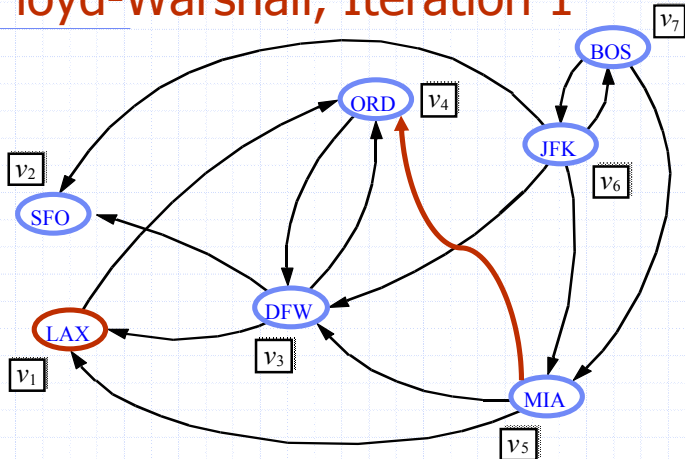 loyd-Warshall, Iteration 1
v7
BOS
ORD
v4
JFK
v2
v6
SFO
DFW
LAX
v3
v1
MIA
v5